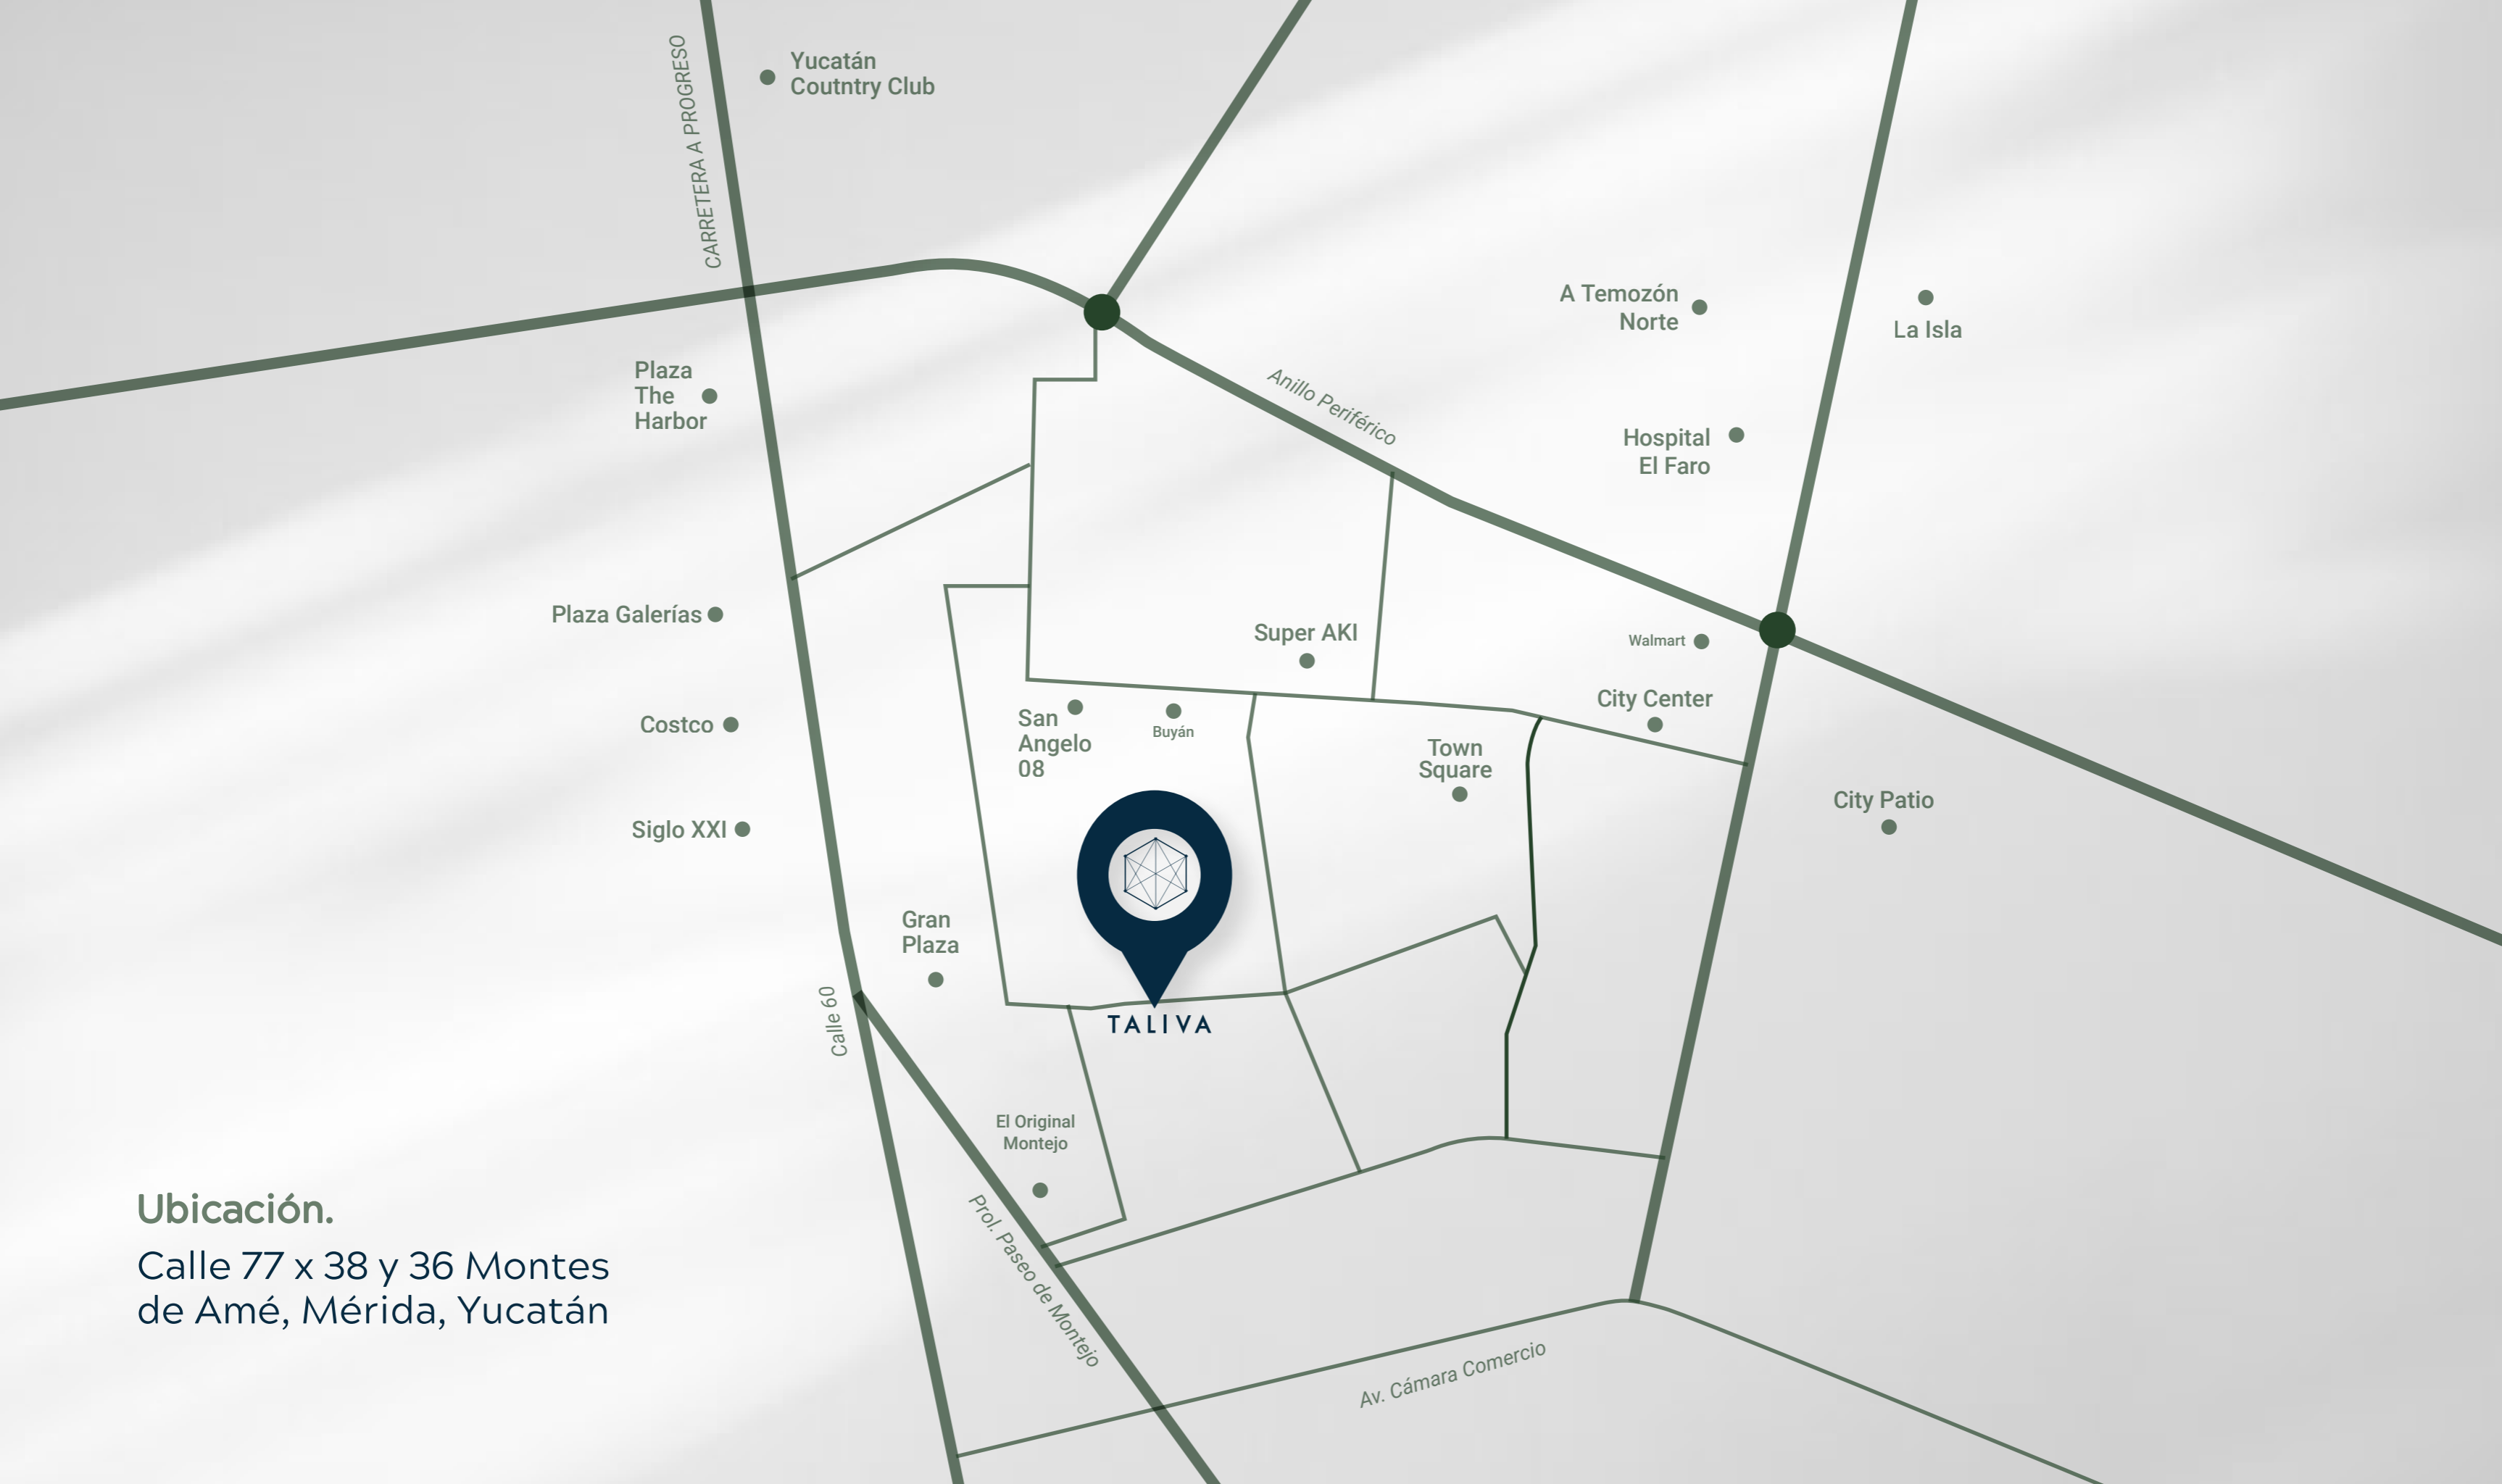 CARRETERA A PROGRESO
Yucatán
Coutntry Club
A Temozón
Norte
La Isla
Plaza
The
Harbor
Anillo Periférico
Hospital
El Faro
Plaza Galerías
Super AKI
Walmart
City Center
Costco
San
Angelo
08
Buyán
Town
Square
City Patio
Siglo XXI
Gran
Plaza
Calle 60
TALIVA
El Original
Montejo
Prol. Paseo de Montejo
Av. Cámara Comercio
Ubicación.
Calle 77 x 38 y 36 Montes
de Amé, Mérida, Yucatán